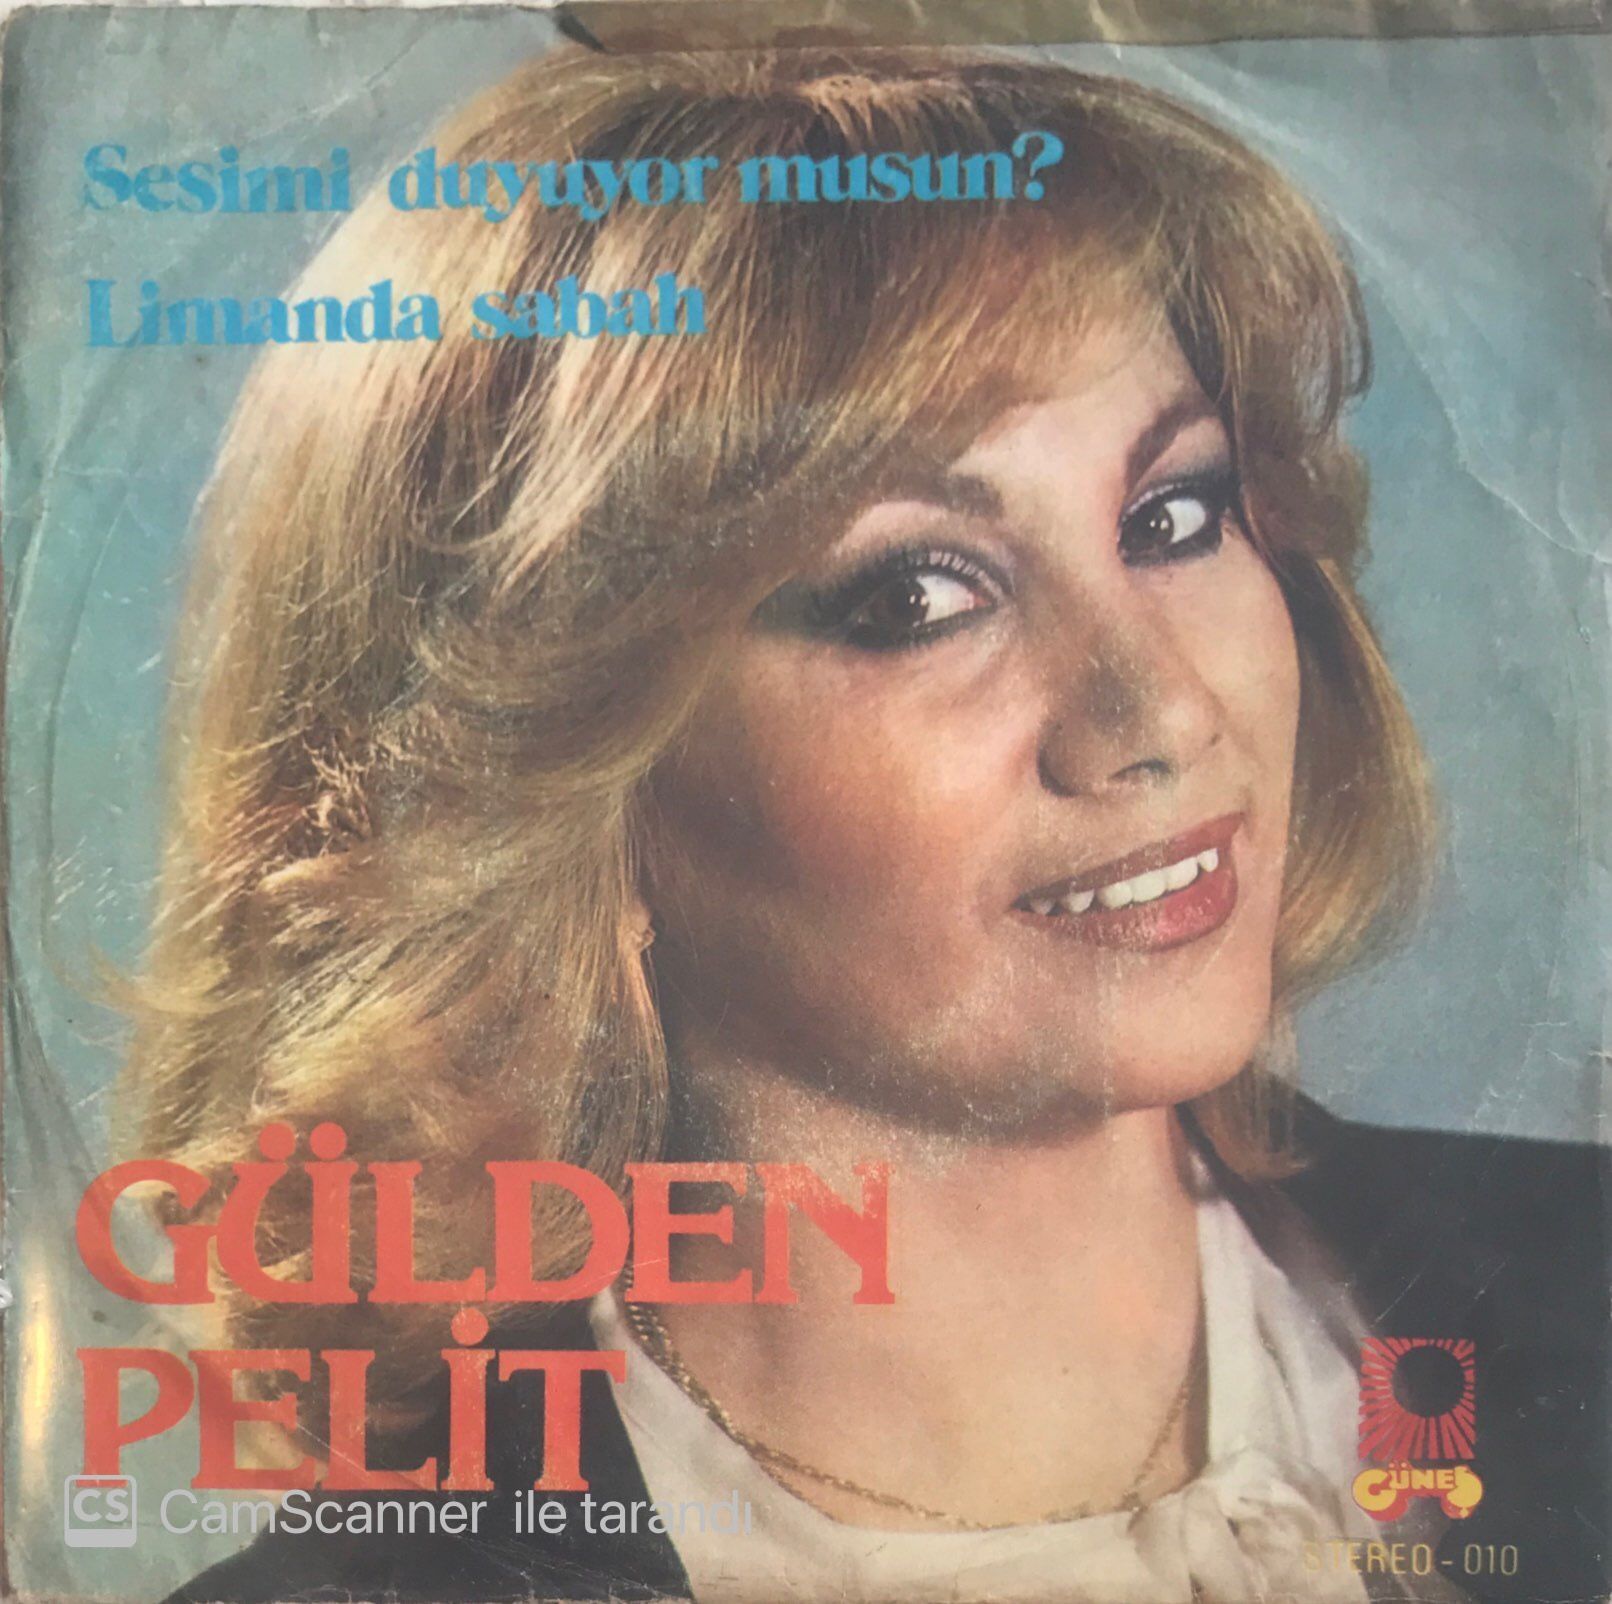 Sesimi duyuyor musun?
Limanda sabah
GÜLDEN
PELİT
GÜNEŞ
STEREO - 010
CS CamScanner ile tarandı